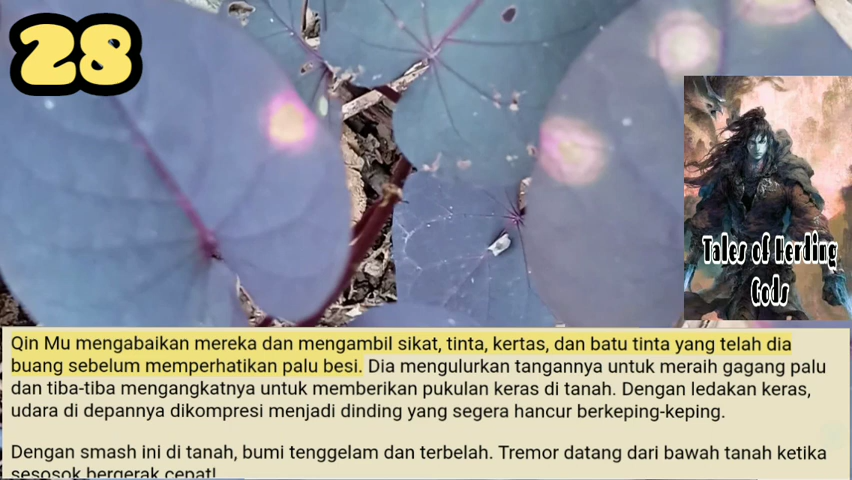 28
Tales of Herding
Gods
Qin Mu mengabaikan mereka dan mengambil sikat, tinta, kertas, dan batu tinta yang telah dia
buang sebelum memperhatikan palu besi. Dia mengulurkan tangannya untuk meraih gagang palu
dan tiba-tiba mengangkatnya untuk memberikan pukulan keras di tanah. Dengan ledakan keras,
udara di depannya dikompresi menjadi dinding yang segera hancur berkeping-keping.
Dengan smash ini di tanah, bumi tenggelam dan terbelah. Tremor datang dari bawah tanah ketika
sesosok bergerak cepat!